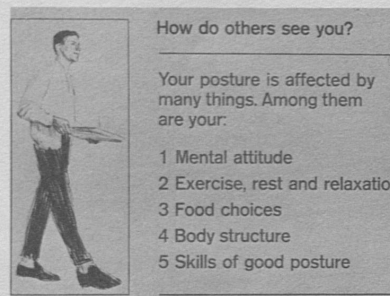 How do others see you?
Your posture is affected by
many things. Among them
are your:
1 Mental attitude
2 Exercise, rest and relaxatio
3 Food choices
4 Body structure
5 Skills of good posture